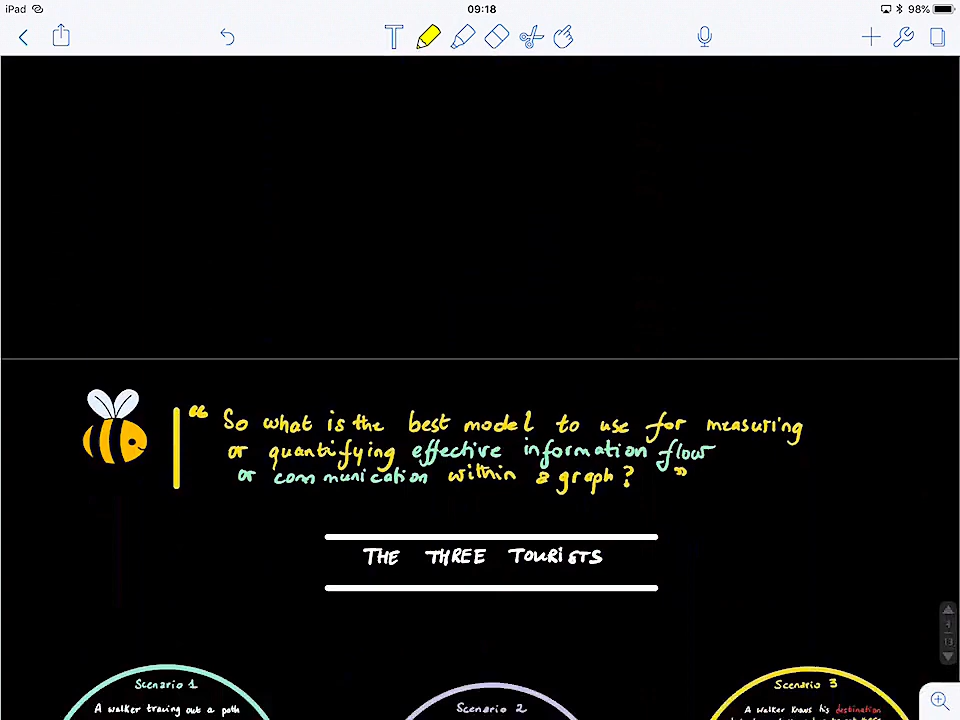 iPad
09:18
98%
T
“ So what is the best model to use for measuring
or quantifying effective information flow
or communication within a graph? ”
THE THREE TOURISTS
Scenario 1
A walker tracing out a path
Scenario 2
Scenario 3
A walker knows his destination
13